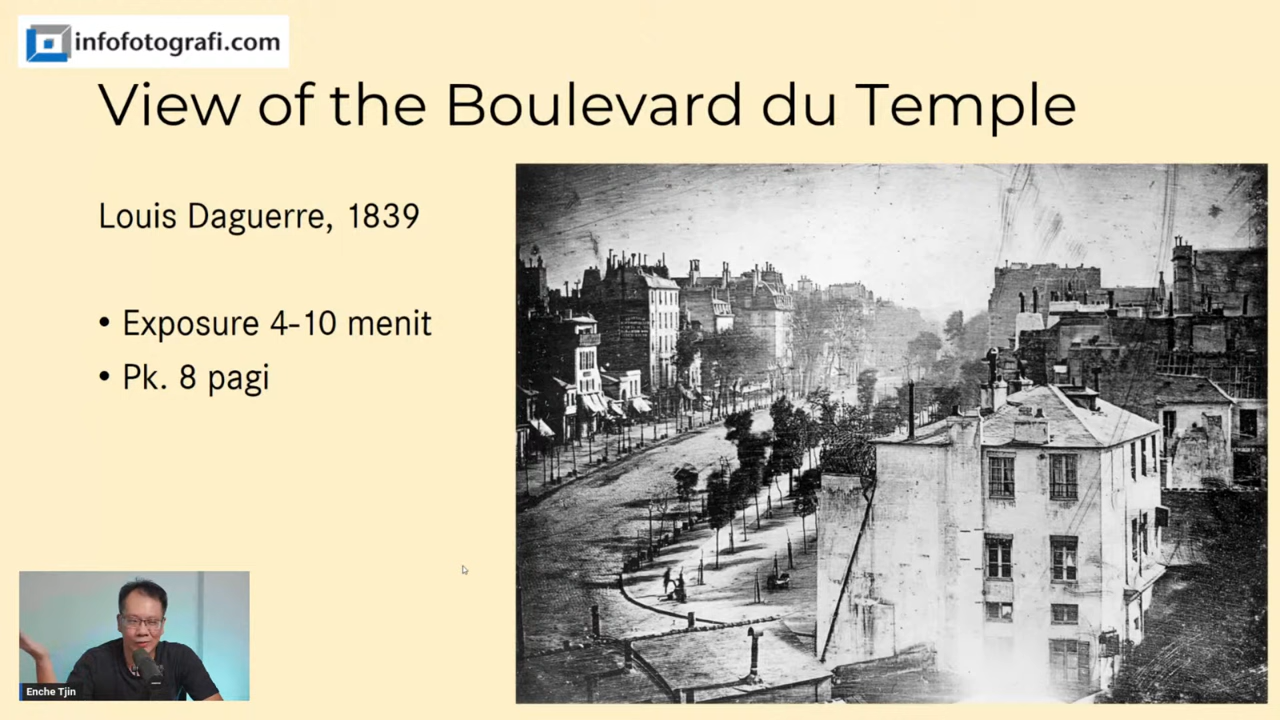 infofotografi.com
View of the Boulevard du Temple
Louis Daguerre, 1839
• Exposure 4-10 menit
• Pk. 8 pagi
Enche Tjin